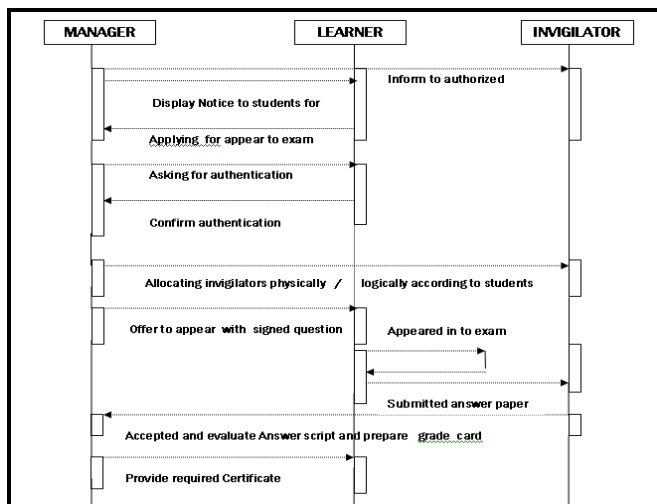 MANAGER LEARNER INVIGILATOR
Inform to authorized
Display Notice to students for
Applying for appear to exam
Asking for authentication
Confirm authentication
Allocating invigilators physically / logically according to students
Offer to appear with signed question
Appeared in to exam
Submitted answer paper
Accepted and evaluate Answer script and prepare grade card
Provide required Certificate